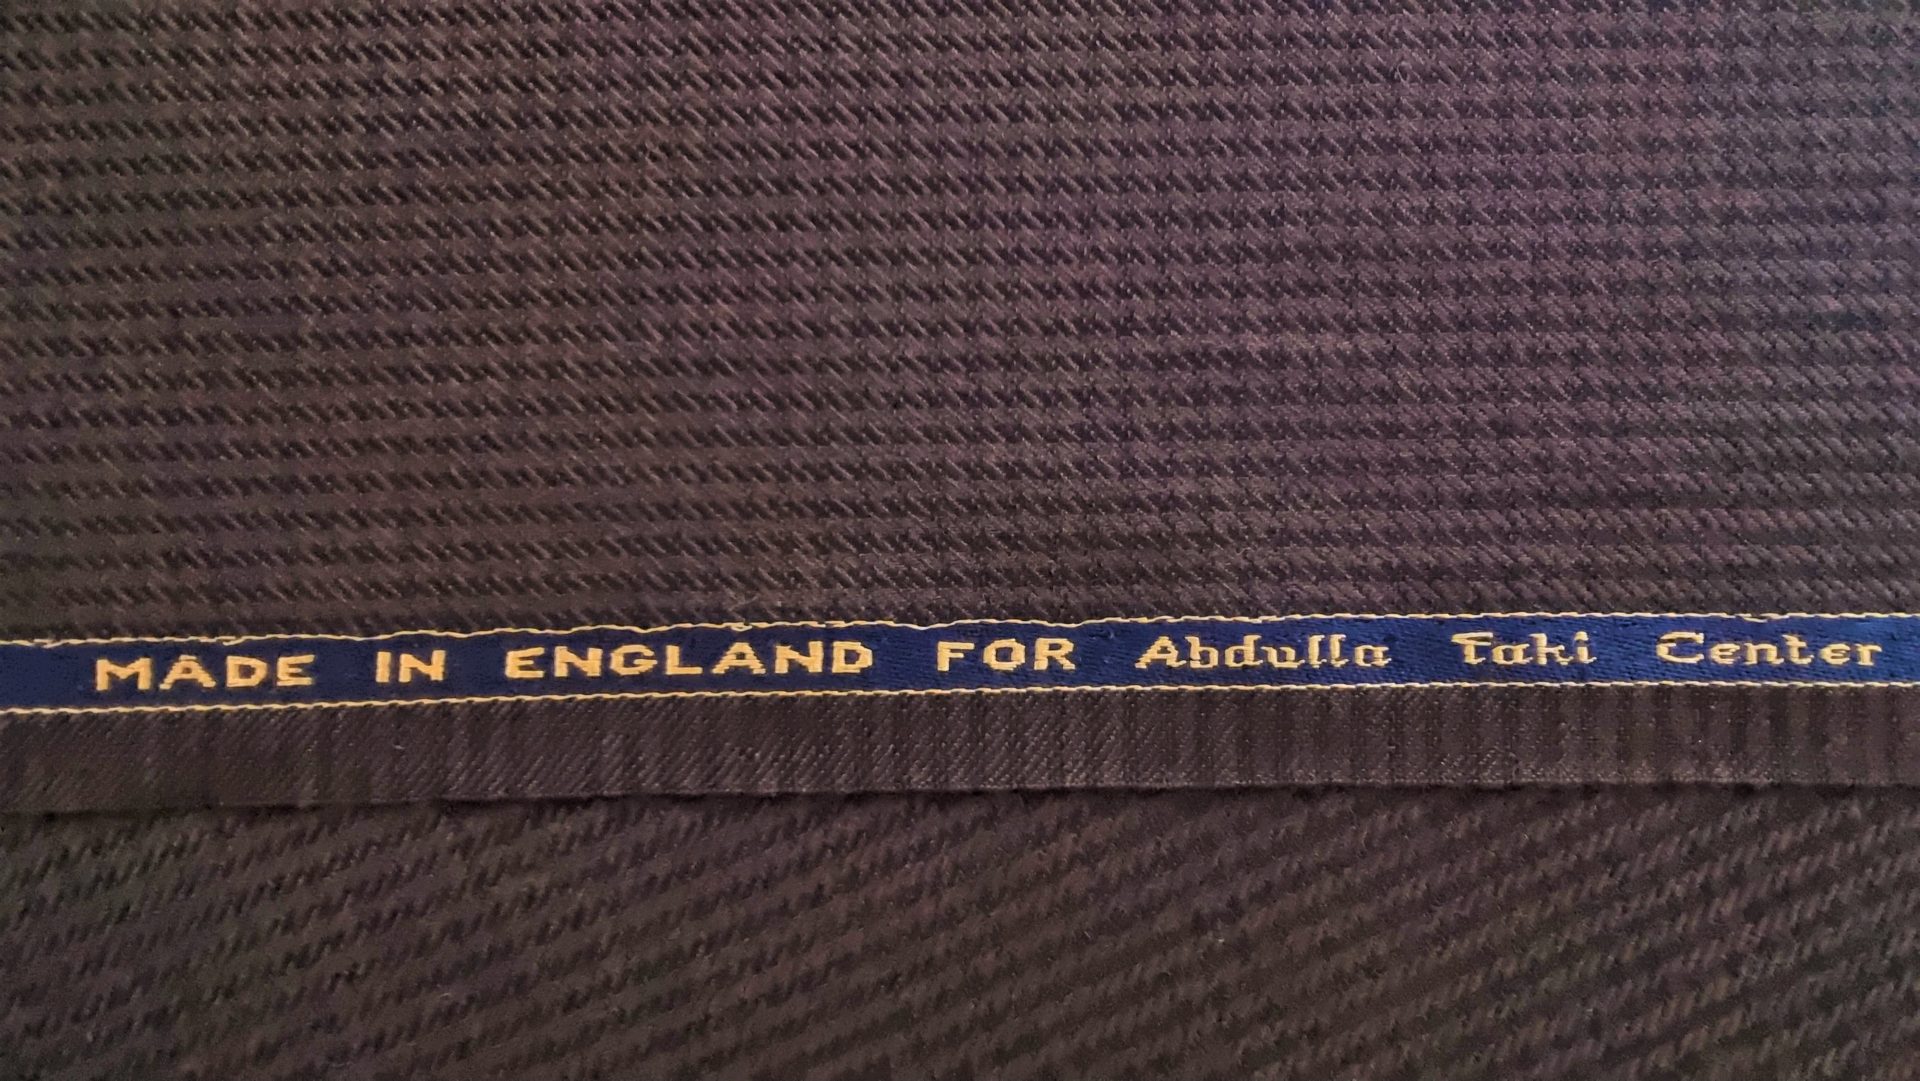 MADE IN ENGLAND FOR Abdulla Taki Center